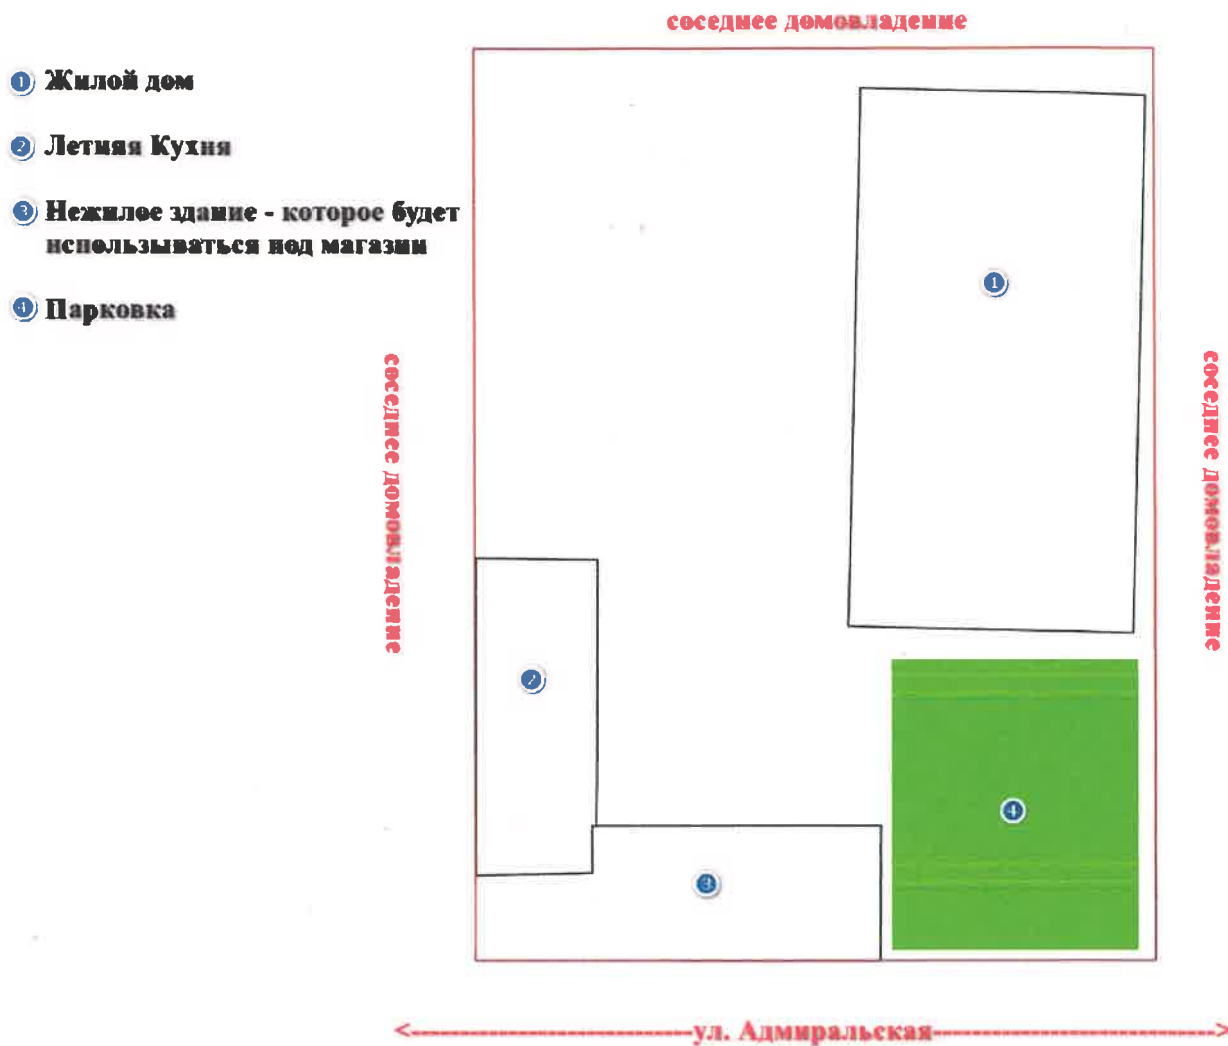 соседнее домовладение
1 Жилой дом
2 Летняя Кухня
3 Нежилое здание - которое будет
использываться под магазин
4 Парковка
соседнее домовладение
соседнее домовладение
1
2
3
4
<---ул. Адмиральская--->